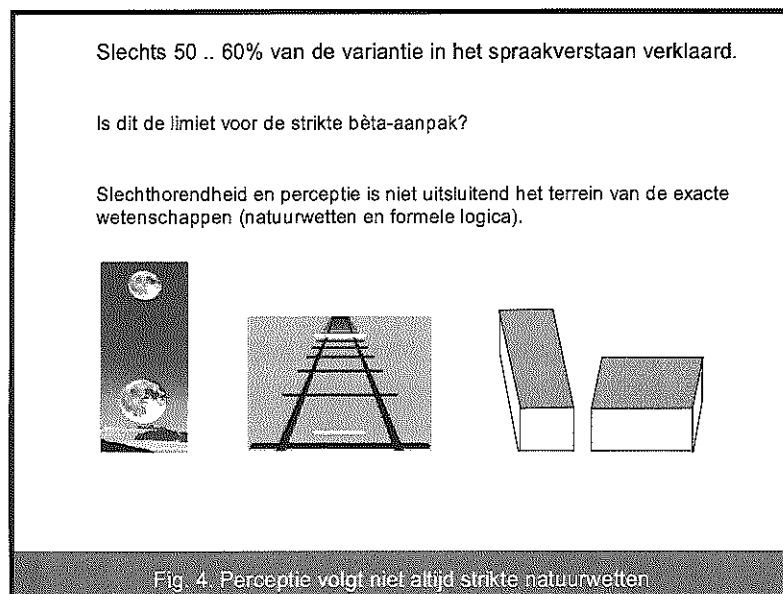 Slechts 50 .. 60% van de variantie in het spraakverstaan verklaard.
Is dit de limiet voor de strikte bèta-aanpak?
Slechthorendheid en perceptie is niet uitsluitend het terrein van de exacte
wetenschappen (natuurwetten en formele logica).
Fig. 4. Perceptie volgt niet altijd strikte natuurwetten